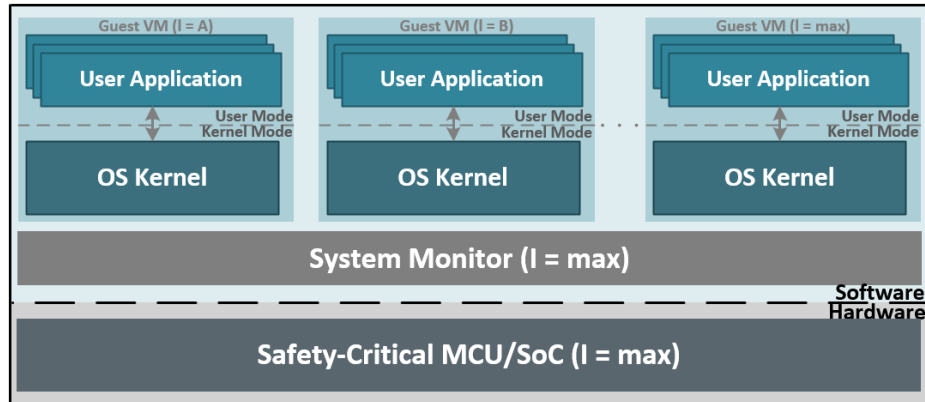 Guest VM (I = A)
User Application
User Mode
Kernel Mode
OS Kernel
Guest VM (I = B)
User Application
User Mode
Kernel Mode
OS Kernel
. . .
Guest VM (I = max)
User Application
User Mode
Kernel Mode
OS Kernel
System Monitor (I = max)
Software
Hardware
Safety-Critical MCU/SoC (I = max)